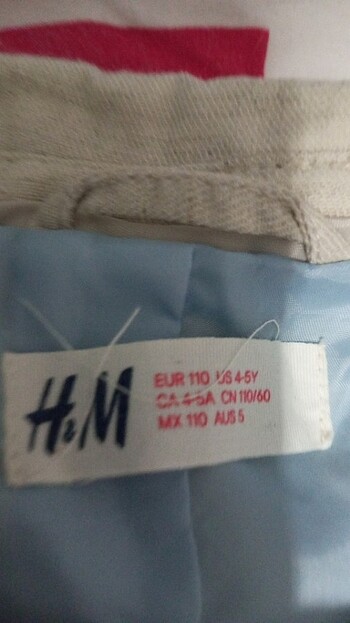 H&M
EUR 110 US 4-5Y
CA 4-5A CN 110/60
MX 110 AUS 5